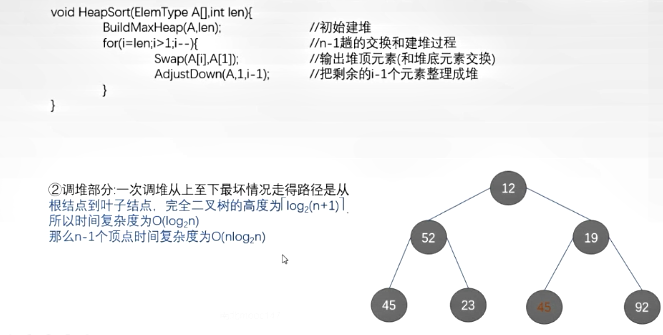 void HeapSort(ElemType A[],int len){
BuildMaxHeap(A,len); //初始建堆
for(i=len;i>1;i--){ //n-1趟的交换和建堆过程
Swap(A[i],A[1]); //输出堆顶元素(和堆底元素交换)
AdjustDown(A,1,i-1); //把剩余的i-1个元素整理成堆
}
}
②调堆部分:一次调堆从上至下最坏情况走得路径是从
根结点到叶子结点，完全二叉树的高度为⌈log₂(n+1)⌉，
所以时间复杂度为O(log₂n)
那么n-1个顶点时间复杂度为O(nlog₂n)
12
52 19
45 23 45 92